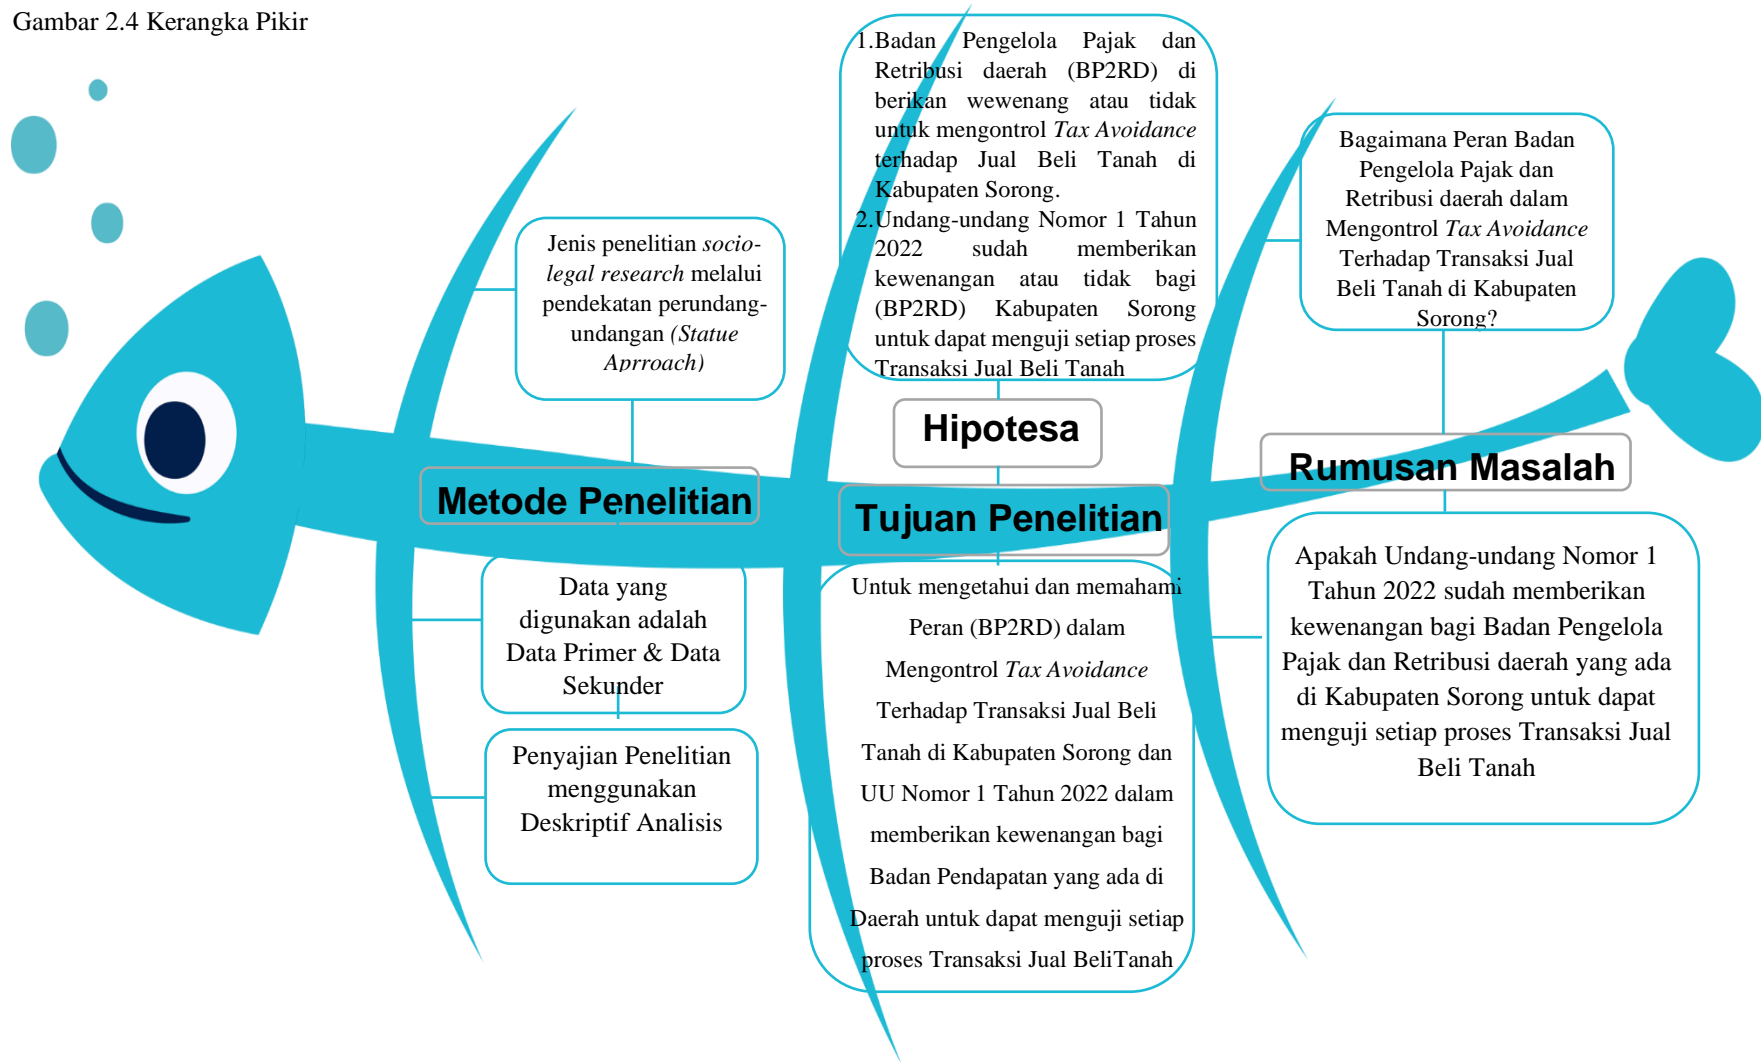 Gambar 2.4 Kerangka Pikir
Jenis penelitian socio-
legal research melalui
pendekatan perundang-
undangan (Statue
Aprroach)
Metode Penelitian
Data yang
digunakan adalah
Data Primer & Data
Sekunder
Penyajian Penelitian
menggunakan
Deskriptif Analisis
1.Badan Pengelola Pajak dan
Retribusi daerah (BP2RD) di
berikan wewenang atau tidak
untuk mengontrol Tax Avoidance
terhadap Jual Beli Tanah di
Kabupaten Sorong.
2.Undang-undang Nomor 1 Tahun
2022 sudah memberikan
kewenangan atau tidak bagi
(BP2RD) Kabupaten Sorong
untuk dapat menguji setiap proses
Transaksi Jual Beli Tanah
Hipotesa
Tujuan Penelitian
Untuk mengetahui dan memahami
Peran (BP2RD) dalam
Mengontrol Tax Avoidance
Terhadap Transaksi Jual Beli
Tanah di Kabupaten Sorong dan
UU Nomor 1 Tahun 2022 dalam
memberikan kewenangan bagi
Badan Pendapatan yang ada di
Daerah untuk dapat menguji setiap
proses Transaksi Jual BeliTanah
Bagaimana Peran Badan
Pengelola Pajak dan
Retribusi daerah dalam
Mengontrol Tax Avoidance
Terhadap Transaksi Jual
Beli Tanah di Kabupaten
Sorong?
Rumusan Masalah
Apakah Undang-undang Nomor 1
Tahun 2022 sudah memberikan
kewenangan bagi Badan Pengelola
Pajak dan Retribusi daerah yang ada
di Kabupaten Sorong untuk dapat
menguji setiap proses Transaksi Jual
Beli Tanah